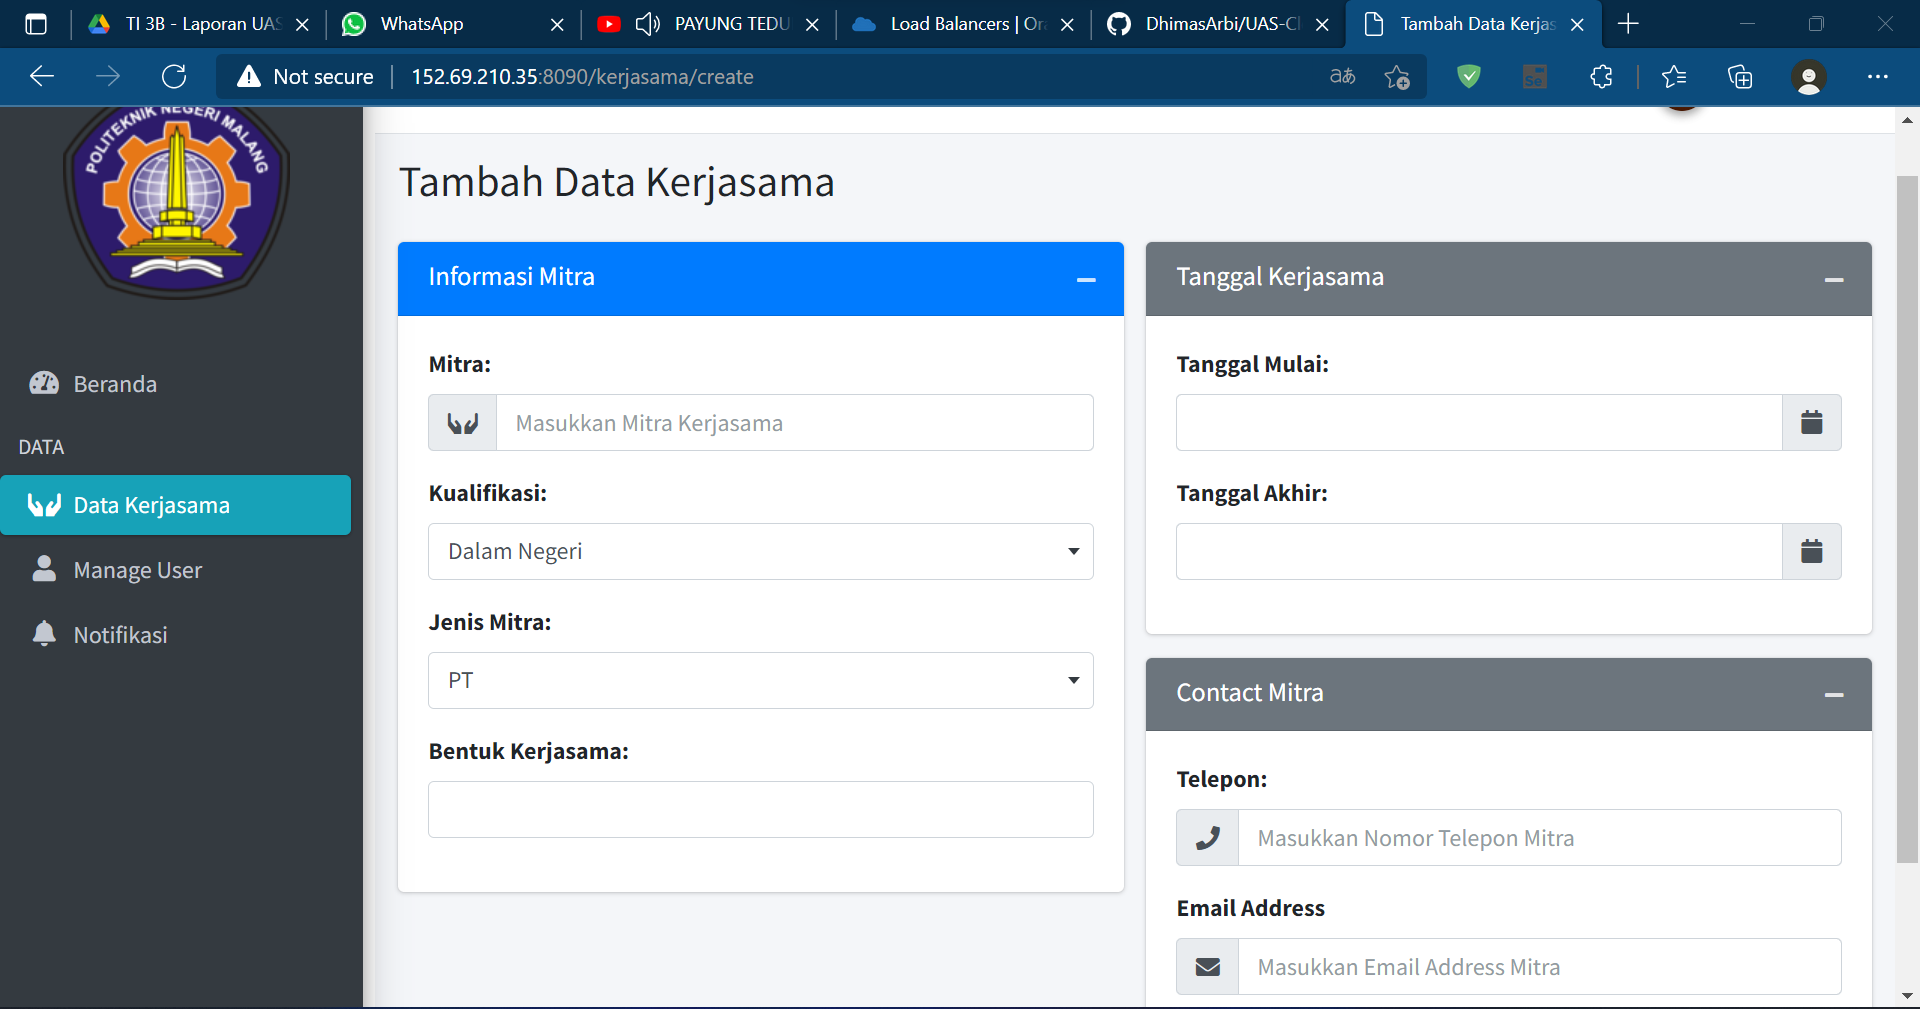 TI 3B - Laporan UAS
WhatsApp
PAYUNG TEDU
Load Balancers | Or
DhimasArbi/UAS-Cl
Tambah Data Kerjas
Not secure
152.69.210.35:8090/kerjasama/create
aあ
POLITEKNIK NEGERI MALANG
Beranda
DATA
Data Kerjasama
Manage User
Notifikasi
Tambah Data Kerjasama
Informasi Mitra
Mitra:
Masukkan Mitra Kerjasama
Kualifikasi:
Dalam Negeri
Jenis Mitra:
PT
Bentuk Kerjasama:
Tanggal Kerjasama
Tanggal Mulai:
Tanggal Akhir:
Contact Mitra
Telepon:
Masukkan Nomor Telepon Mitra
Email Address
Masukkan Email Address Mitra